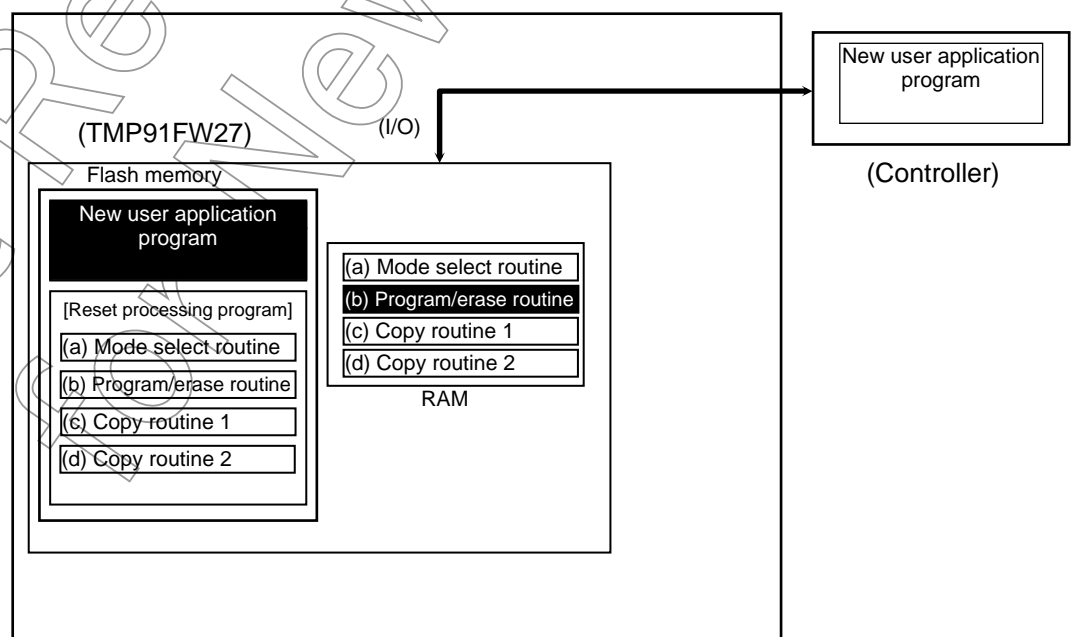 New user application
program
(Controller)
(TMP91FW27)
(I/O)
Flash memory
New user application
program
[Reset processing program]
(a) Mode select routine
(b) Program/erase routine
(c) Copy routine 1
(d) Copy routine 2
(a) Mode select routine
(b) Program/erase routine
(c) Copy routine 1
(d) Copy routine 2
RAM